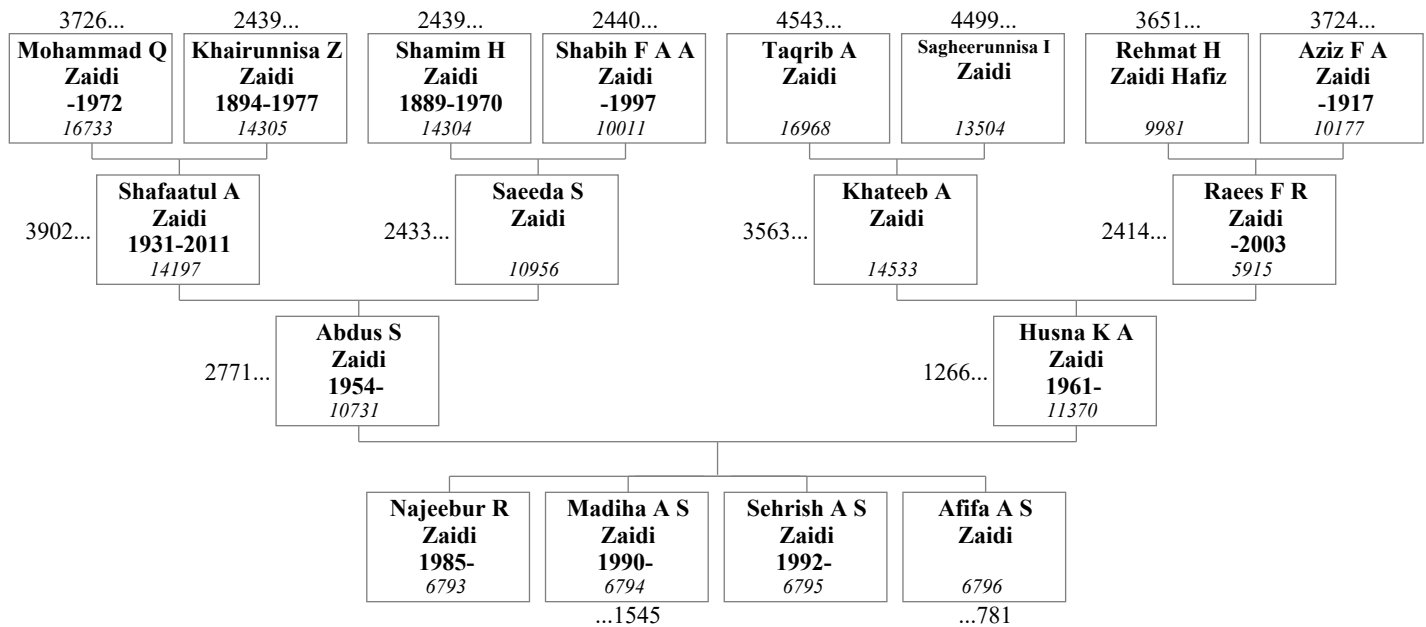 3726... 2439... 2439... 2440... 4543... 4499... 3651... 3724...
Mohammad Q Khairunnisa Z Shamim H Shabih F A A Taqrib A Sagheerunnisa I Rehmat H Aziz F A
Zaidi Zaidi Zaidi Zaidi Zaidi Zaidi Zaidi Hafiz Zaidi
-1972 1894-1977 1889-1970 -1997 -1917
16733 14305 14304 10011 16968 13504 9981 10177
Shafaatul A Saeeda S Khateeb A Raees F R
Zaidi Zaidi Zaidi Zaidi
3902... 1931-2011 2433... 3563... 2414... -2003
14197 10956 14533 5915
Abdus S Husna K A
Zaidi Zaidi
2771... 1954- 1266... 1961-
10731 11370
Najeebur R Madiha A S Sehrish A S Afifa A S
Zaidi Zaidi Zaidi Zaidi
1985- 1990- 1992-
6793 6794 6795 6796
...1545 ...781